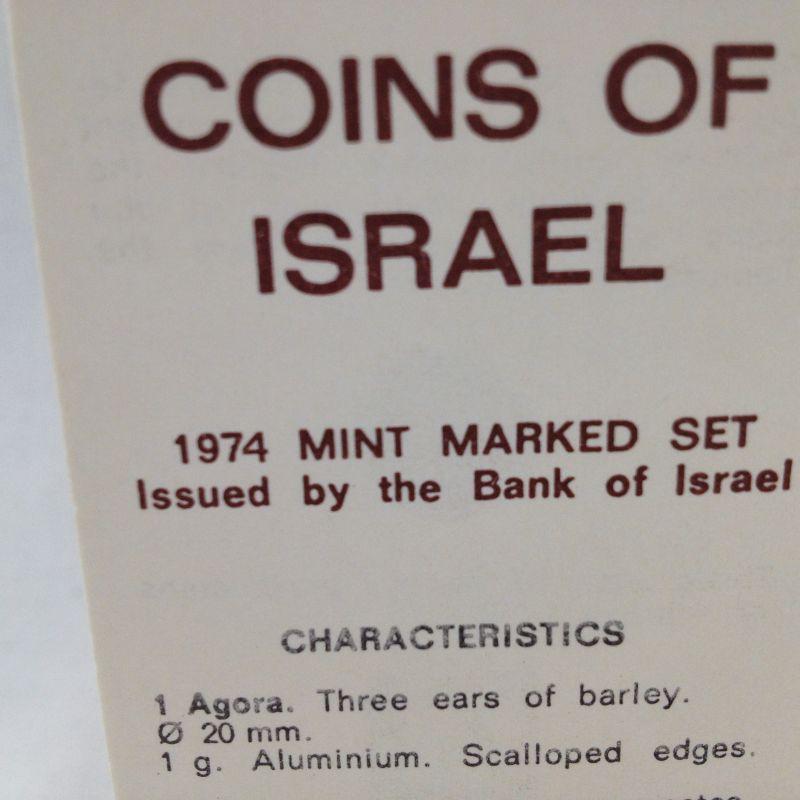 COINS OF
ISRAEL
1974 MINT MARKED SET
Issued by the Bank of Israel
CHARACTERISTICS
1 Agora. Three ears of barley.
Ø 20 mm.
1 g. Aluminium. Scalloped edges.